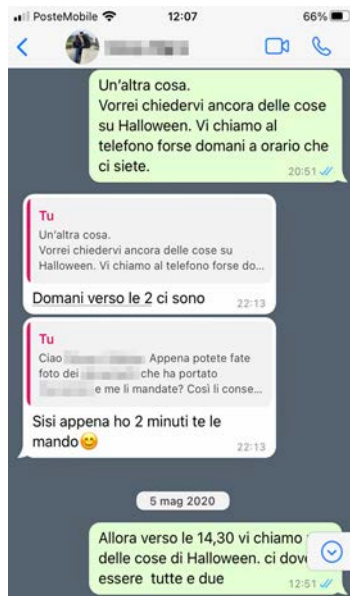 PosteMobile 12:07 66%
Un'altra cosa.
Vorrei chiedervi ancora delle cose
su Halloween. Vi chiamo al
telefono forse domani a orario che
ci siete.
20:51
Tu
Un'altra cosa.
Vorrei chiedervi ancora delle cose su
Halloween. Vi chiamo al telefono forse do...
Domani verso le 2 ci sono
22:13
Tu
Ciao Appena potete fate
foto dei che ha portato
e me li mandate? Così li conse...
Sisi appena ho 2 minuti te le
mando😊
22:13
5 mag 2020
Allora verso le 14,30 vi chiamo
delle cose di Halloween. ci
essere tutte e due
12:51